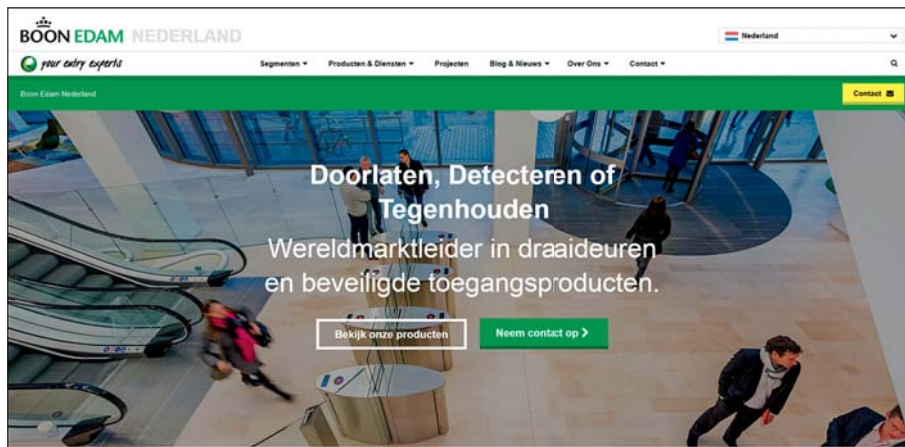 BOON EDAM NEDERLAND
Nederland
your entry experts
Segmenten
Producten & Diensten
Projecten
Blog & Nieuws
Over Ons
Contact
Boon Edam Nederland
Contact
Doorlaten, Detecteren of
Tegenhouden
Wereldmarktleider in draaideuren
en beveiligde toegangsproducten.
Bekijk onze producten
Neem contact op